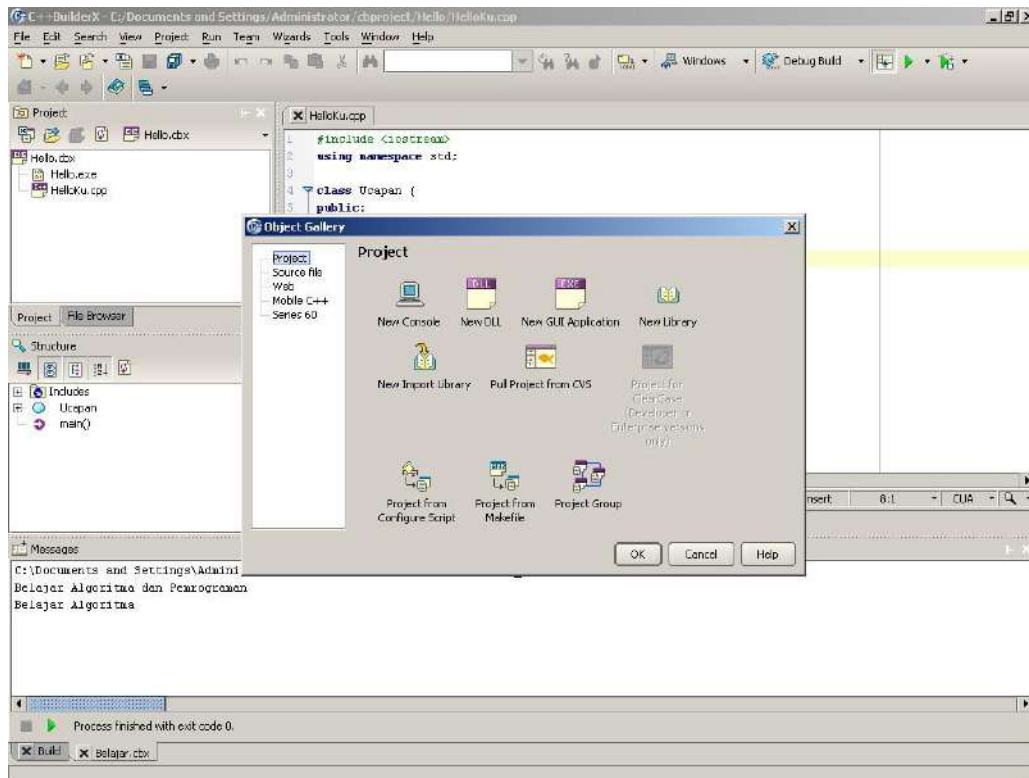 C++BuilderX - C:/Documents and Settings/Administrator/cbproject/Hello/HelloKu.cpp
File Edit Search View Project Run Team Wizards Tools Window Help
Windows Debug Build
Project
Hello.cbx
HelloKu.cpp
1 #include <iostream>
2 using namespace std;
3
4 class Ucapan {
5 public:
Hello.cbx
Hello.exe
HelloKu.cpp
Project File Browser
Structure
Includes
Ucapan
main()
Object Gallery
Project
Source file
Web
Mobile C++
Series 60
Project
New Console New DLL New GUI Application New Library
New Import Library Pull Project from CVS Project for ClearCase (Developer or Enterprise versions only)
Project from Configure Script Project from Makefile Project Group
OK Cancel Help
nsert 8:1 CUA
Messages
C:\Documents and Settings\Admini
Belajar Algoritma dan Pemrograman
Belajar Algoritma
Process finished with exit code 0.
Build Belajar.cbx